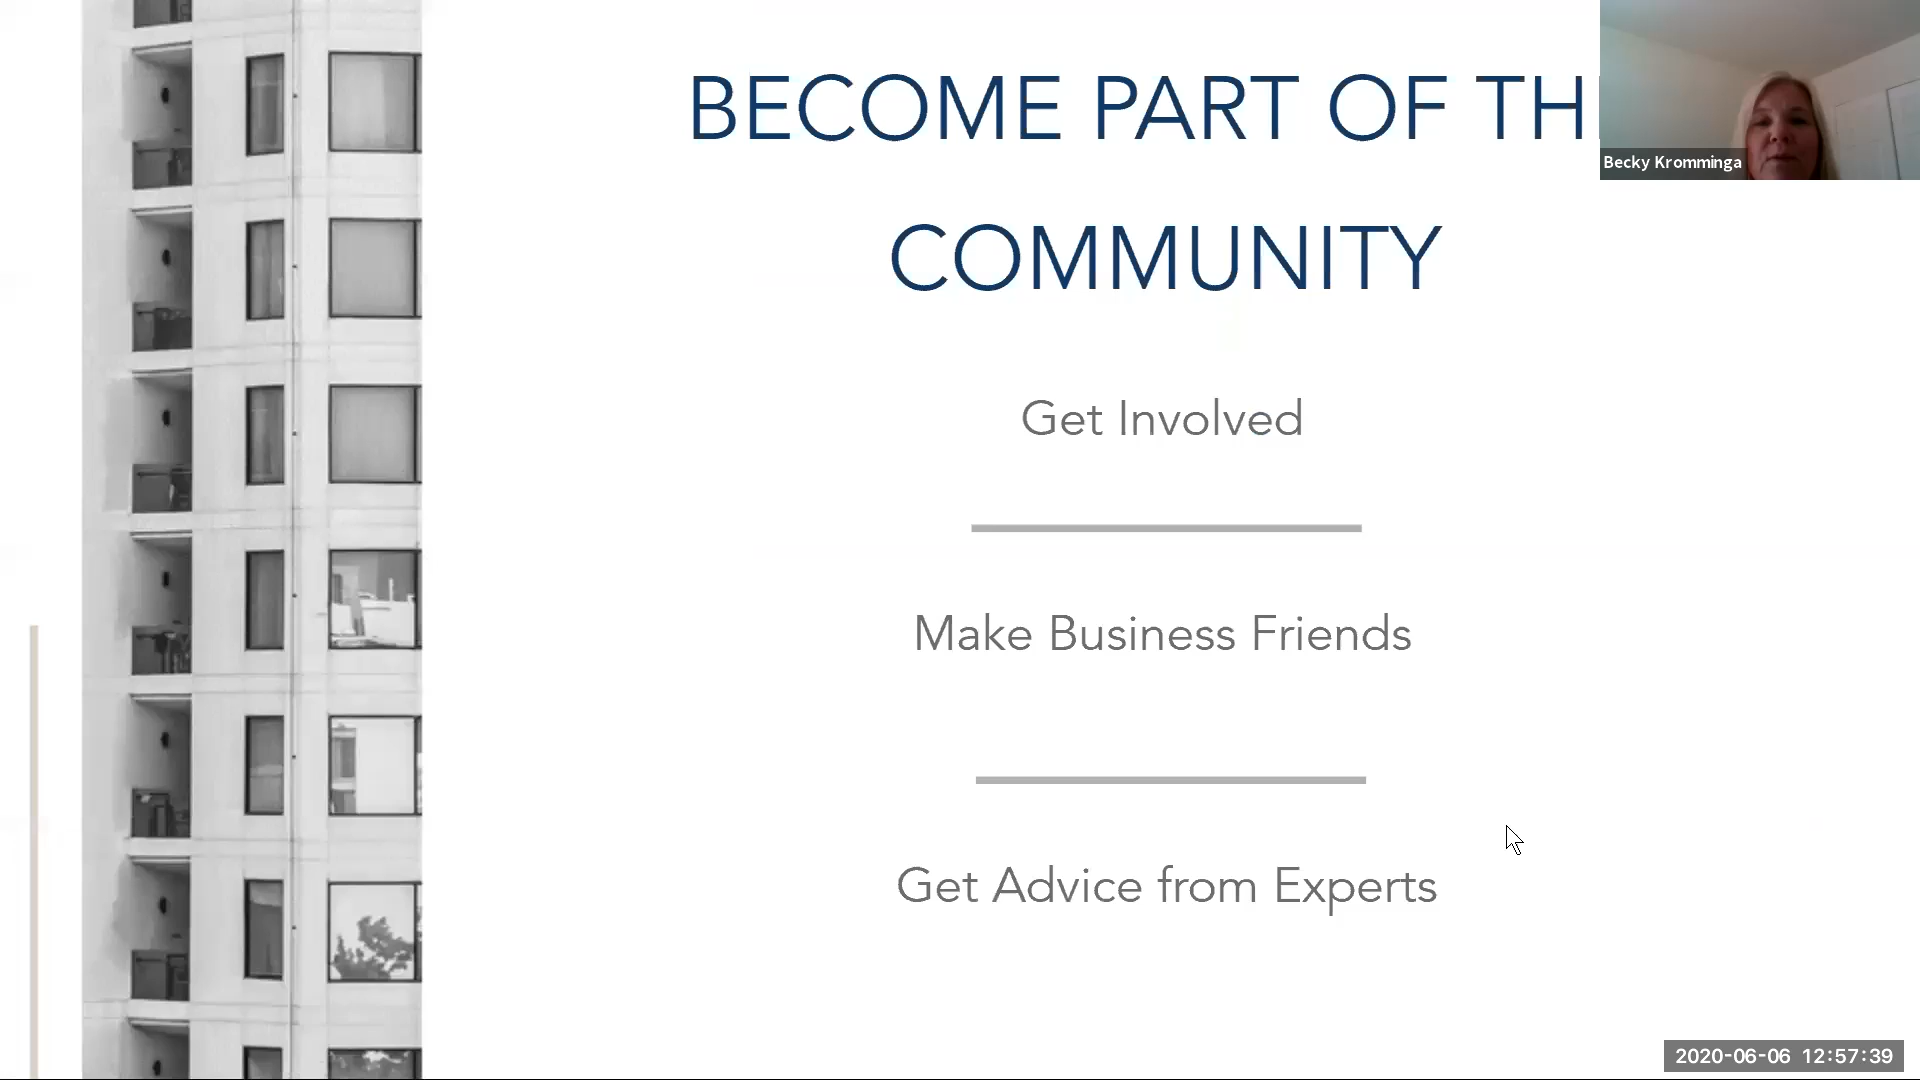 BECOME PART OF TH
COMMUNITY
Becky Kromminga
Get Involved
Make Business Friends
Get Advice from Experts
2020-06-06 12:57:39